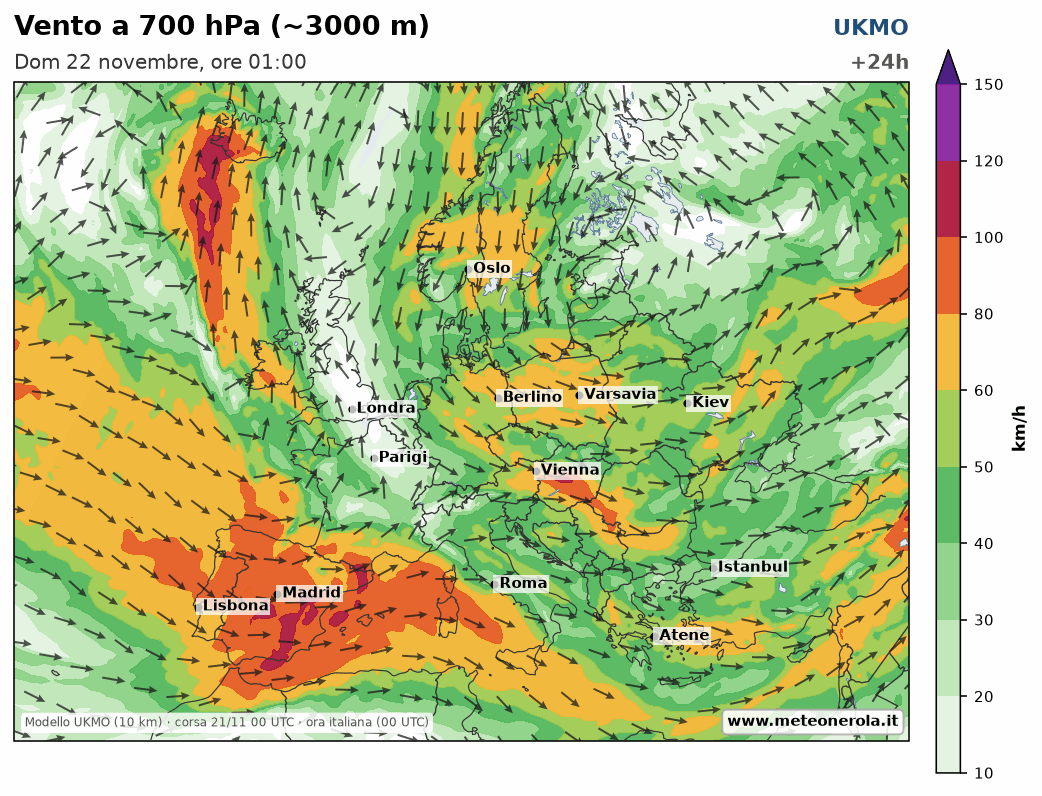 Vento a 700 hPa (~3000 m)
UKMO
Dom 22 novembre, ore 01:00
+24h
150
120
100
80
60
50
40
30
20
10
km/h
Oslo
Berlino
Varsavia
Kiev
Londra
Parigi
Vienna
Istanbul
Roma
Madrid
Lisbona
Atene
Modello UKMO (10 km) · corsa 21/11 00 UTC · ora italiana (00 UTC)
www.meteonerola.it